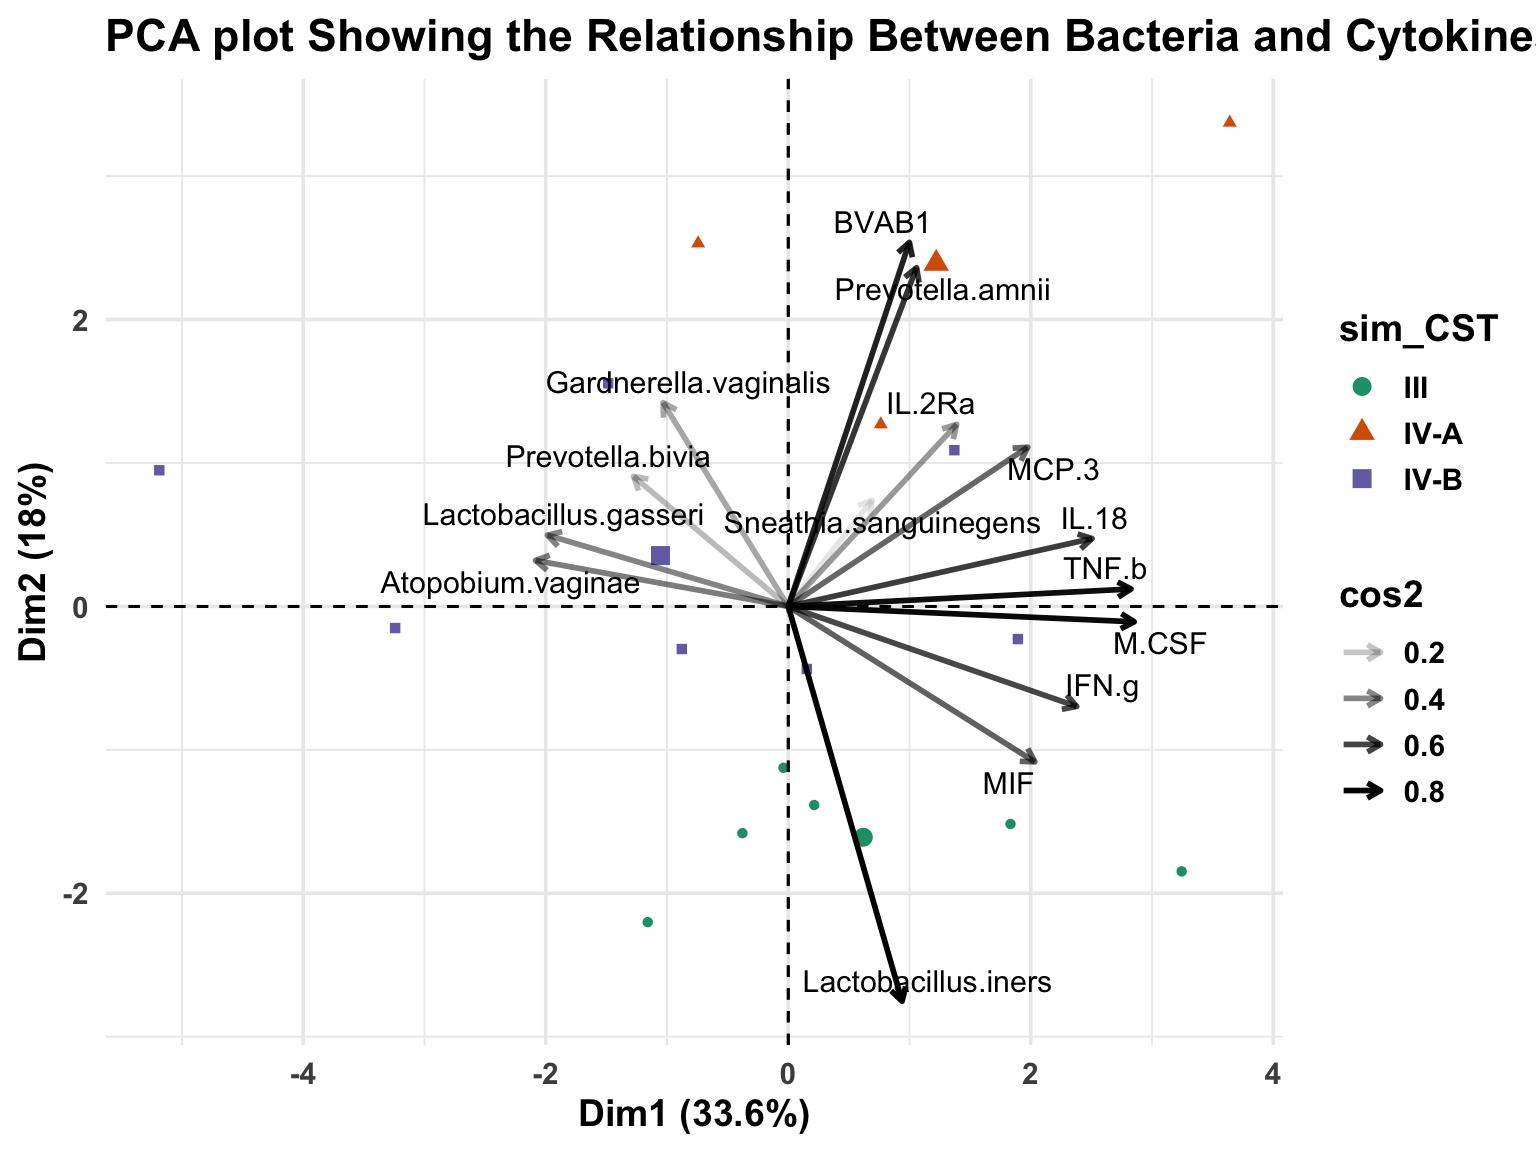 PCA plot Showing the Relationship Between Bacteria and Cytokine
BVAB1
Prevotella.amnii
Gardnerella.vaginalis
IL.2Ra
Prevotella.bivia
MCP.3
Lactobacillus.gasseri
Sneathia.sanguinegens
IL.18
TNF.b
Atopobium.vaginae
M.CSF
IFN.g
MIF
Lactobacillus.iners
2
0
-2
Dim2 (18%)
-4
-2
0
2
4
Dim1 (33.6%)
sim_CST
III
IV-A
IV-B
cos2
0.2
0.4
0.6
0.8